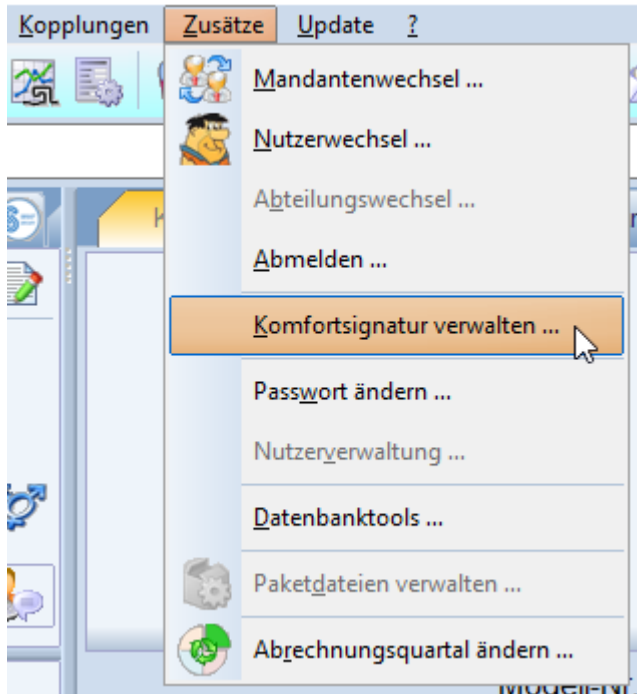 Kopplungen Zusätze Update ?
Mandantenwechsel ...
Nutzerwechsel ...
Abteilungswechsel ...
Abmelden ...
Komfortsignatur verwalten ...
Passwort ändern ...
Nutzerverwaltung ...
Datenbanktools ...
Paketdateien verwalten ...
Abrechnungsquartal ändern ...